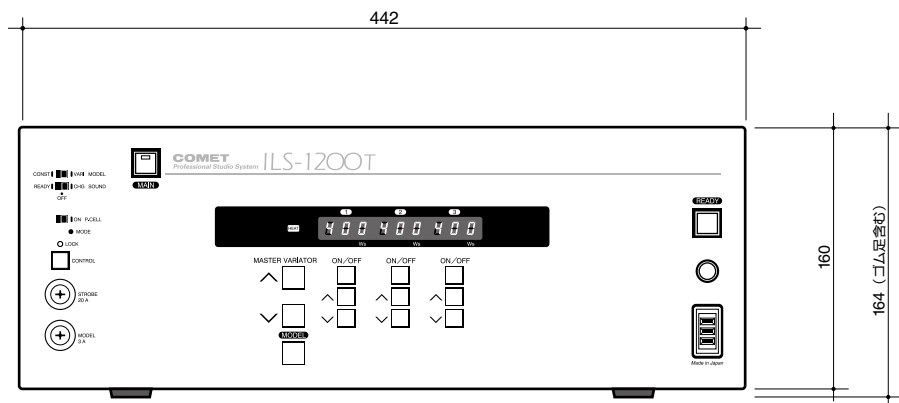 442
COMET
Professional Studio System
ILS-1200T
MAIN
CONST VARI MODEL
READY CHG. SOUND
OFF
ON P.CELL
MODE
LOCK
CONTROL
STROBE
20 A
MODEL
3 A
1 2 3
HEAT
400 400 400
Ws Ws Ws
MASTER VARIATOR ON/OFF ON/OFF ON/OFF
MODEL
READY
Made in Japan
160
164（ゴム足含む）